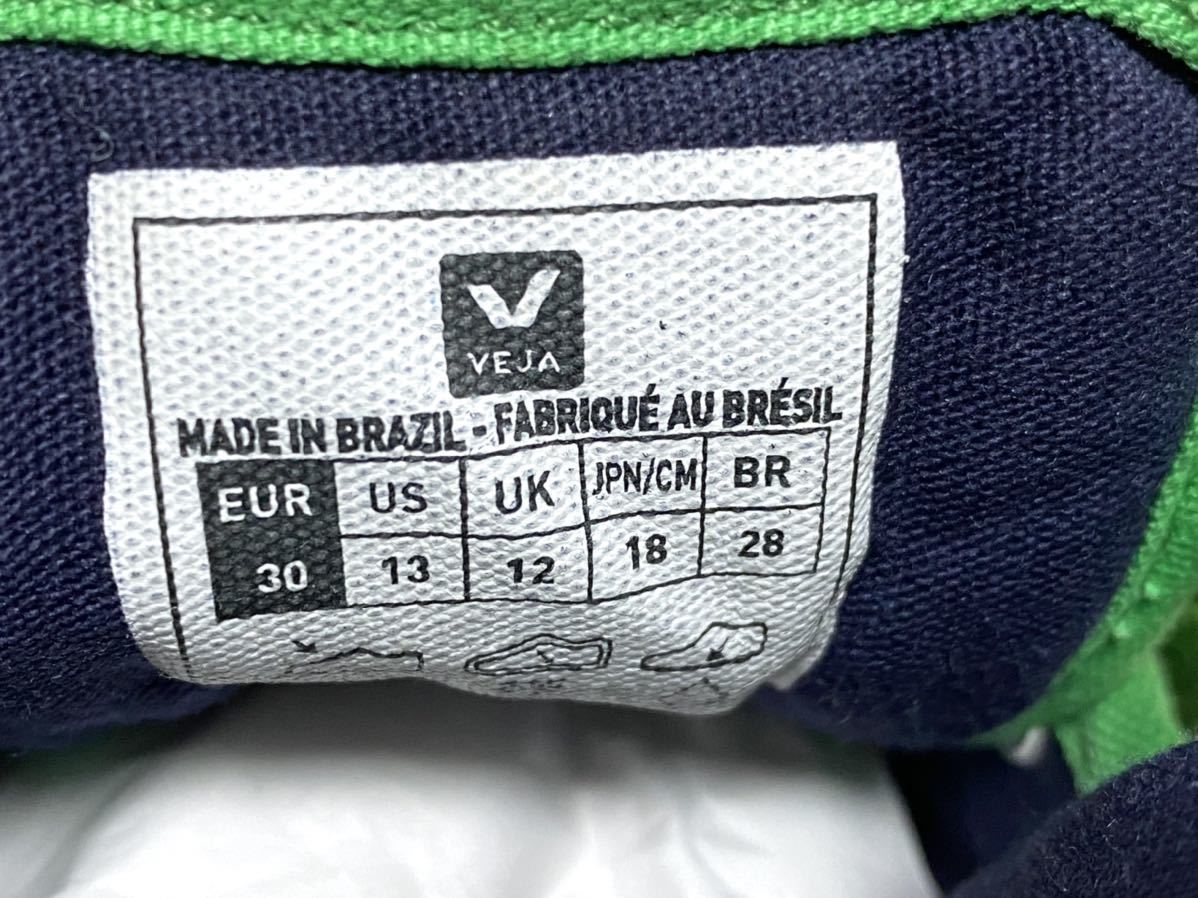 VEJA
MADE IN BRAZIL - FABRIQUÉ AU BRÉSIL
EUR US UK JPN/CM BR
30 13 12 18 28